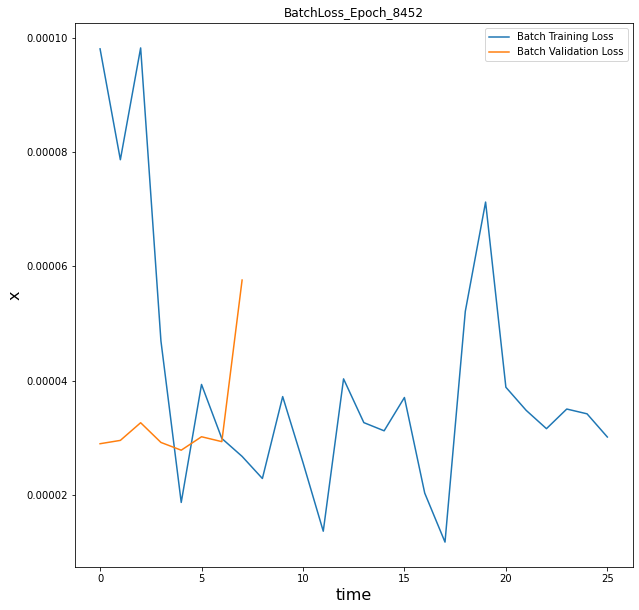 BatchLoss_Epoch_8452
Batch Training Loss
Batch Validation Loss
0.00010
0.00008
0.00006
0.00004
0.00002
x
0
5
10
15
20
25
time